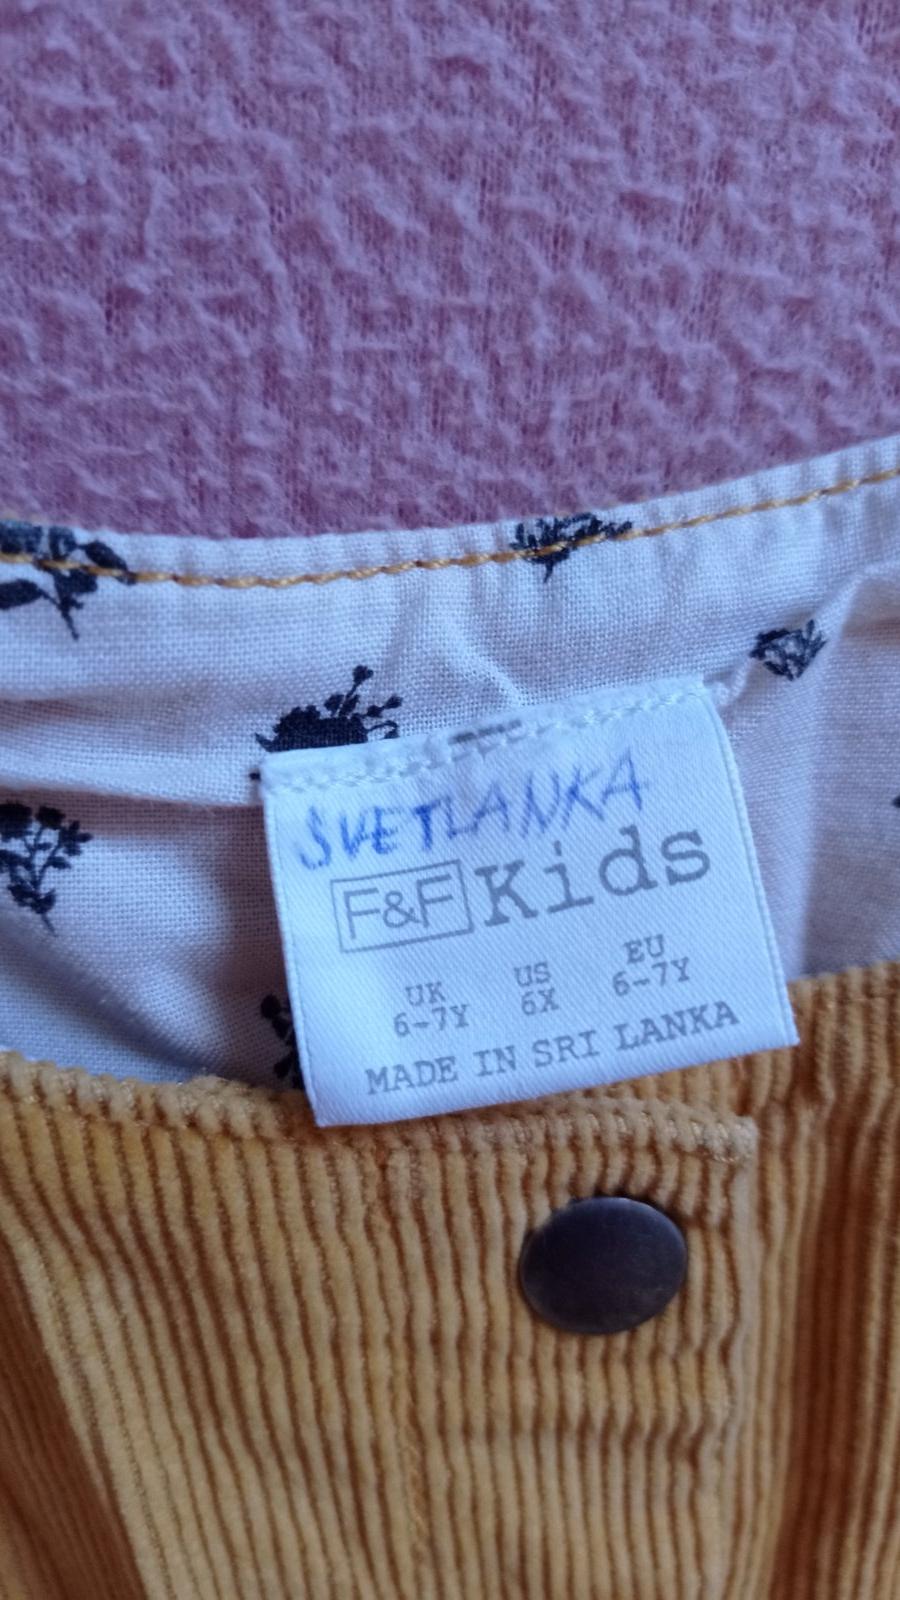 SVETLANKA
F&F Kids
UK US EU
6-7Y 6X 6-7Y
MADE IN SRI LANKA